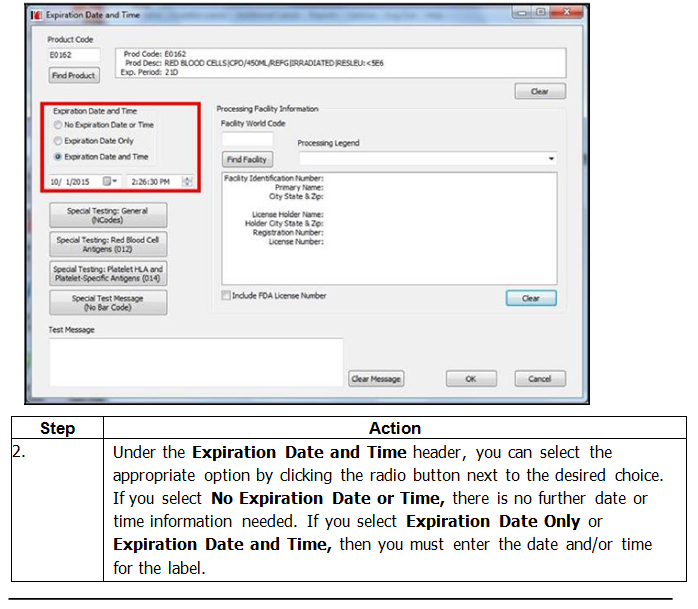 Expiration Date and Time
Product Code
E0162
Find Product
Prod Code: E0162
Prod Desc: RED BLOOD CELLS|CPD/450ML/REFG|IRRADIATED|RESLEU:<5E6
Exp. Period: 21D
Clear
Expiration Date and Time
No Expiration Date or Time
Expiration Date Only
Expiration Date and Time
10/ 1/2015
2:26:30 PM
Special Testing: General
(NCodes)
Special Testing: Red Blood Cell
Antigens (012)
Special Testing: Platelet HLA and
Platelet-Specific Antigens (014)
Special Test Message
(No Bar Code)
Processing Facility Information
Facility World Code
Processing Legend
Find Facility
Facility Identification Number:
Primary Name:
City State & Zip:
License Holder Name:
Holder City State & Zip:
Registration Number:
License Number:
Include FDA License Number
Clear
Test Message
Clear Message
OK
Cancel
Step
Action
2.
Under the Expiration Date and Time header, you can select the
appropriate option by clicking the radio button next to the desired choice.
If you select No Expiration Date or Time, there is no further date or
time information needed. If you select Expiration Date Only or
Expiration Date and Time, then you must enter the date and/or time
for the label.